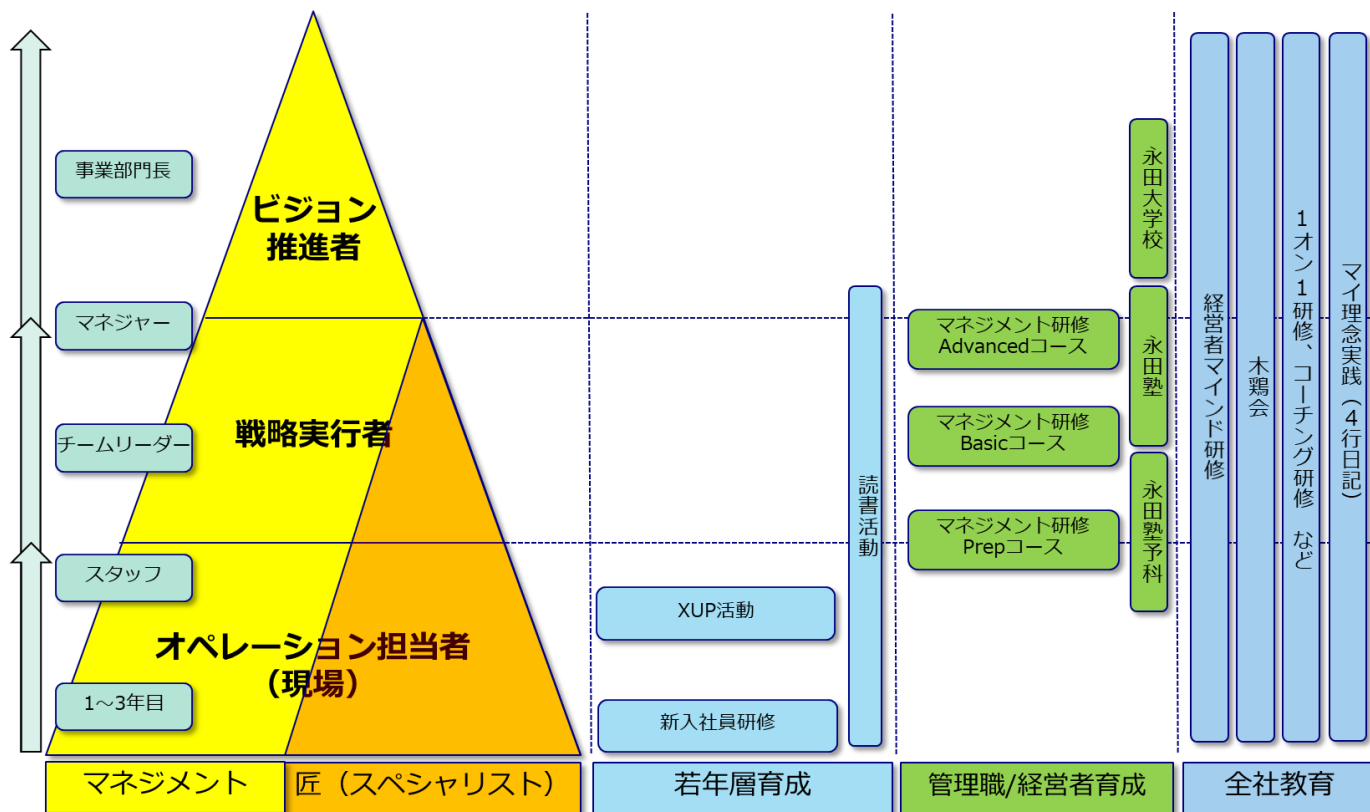 事業部門長
マネジャー
チームリーダー
スタッフ
1～3年目
ビジョン
推進者
戦略実行者
オペレーション担当者
（現場）
マネジメント
匠（スペシャリスト）
XUP活動
新入社員研修
読書活動
若年層育成
マネジメント研修
Advancedコース
マネジメント研修
Basicコース
マネジメント研修
Prepコース
永田大学校
永田塾
永田塾予科
管理職/経営者育成
経営者マインド研修
木鶏会
1オン1研修、コーチング研修　など
マイ理念実践（4行日記）
全社教育